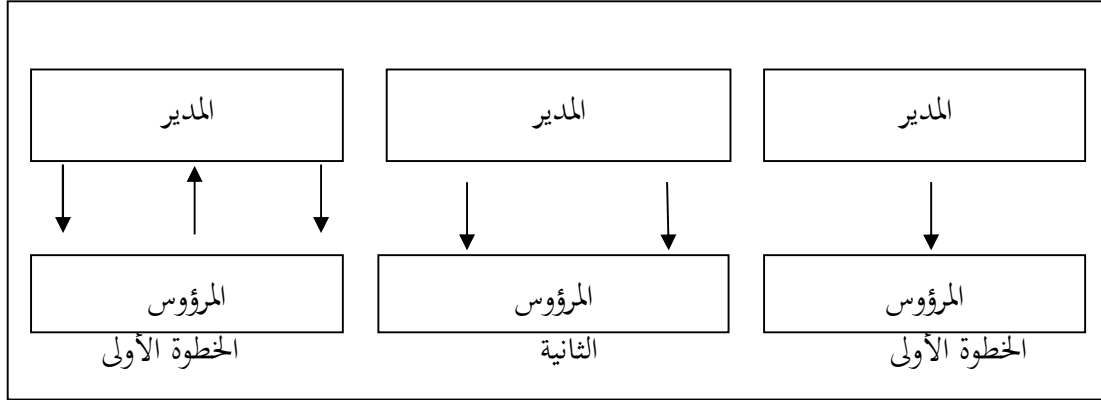 المدير
المدير
المدير
المرؤوس
المرؤوس
المرؤوس
الخطوة الأولى
الثانية
الخطوة الأولى